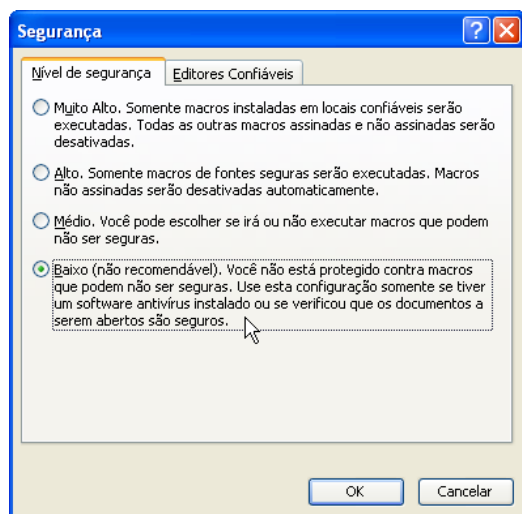 Segurança
Nível de segurança
Editores Confiáveis
Muito Alto. Somente macros instaladas em locais confiáveis serão
executadas. Todas as outras macros assinadas e não assinadas serão
desativadas.
Alto. Somente macros de fontes seguras serão executadas. Macros
não assinadas serão desativadas automaticamente.
Médio. Você pode escolher se irá ou não executar macros que podem
não ser seguras.
Baixo (não recomendável). Você não está protegido contra macros
que podem não ser seguras. Use esta configuração somente se tiver
um software antivírus instalado ou se verificou que os documentos a
serem abertos são seguros.
OK
Cancelar